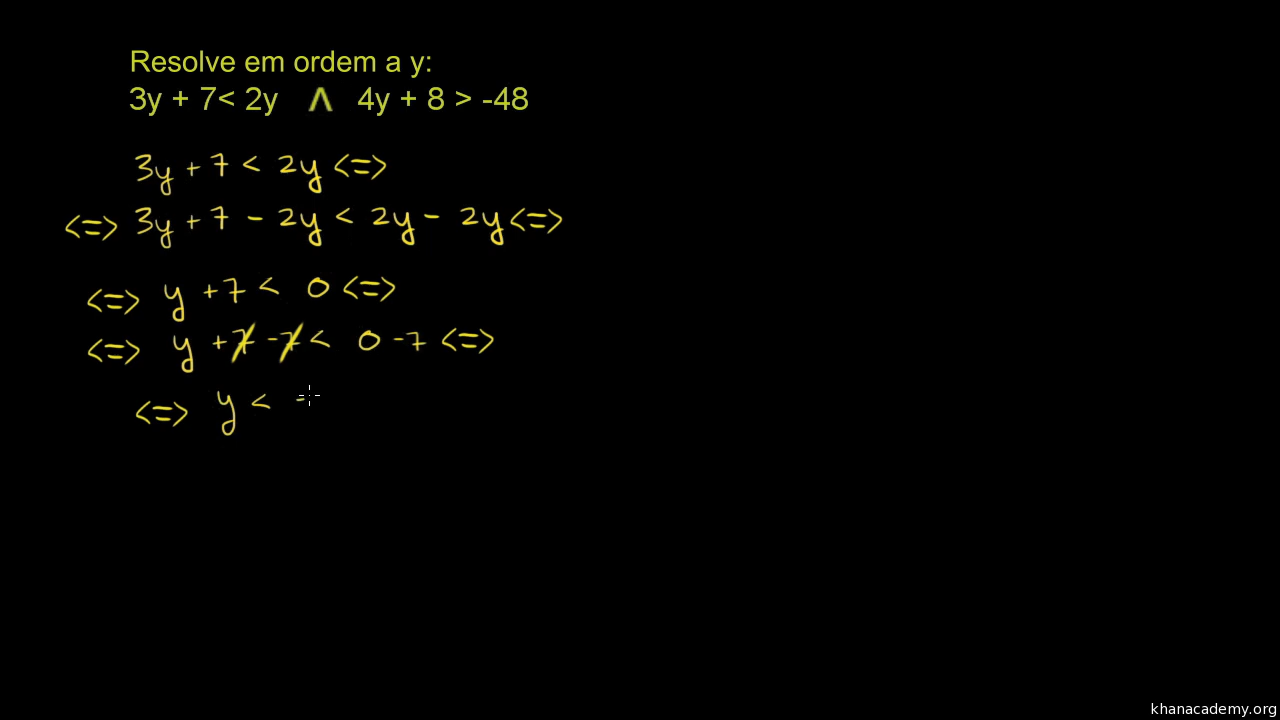 Resolve em ordem a y:
3y + 7< 2y ∧ 4y + 8 > -48
3y + 7 < 2y <=>
<=> 3y + 7 - 2y < 2y - 2y <=>
<=> y + 7 < 0 <=>
<=> y + 7 - 7 < 0 - 7 <=>
<=> y < -
khanacademy.org